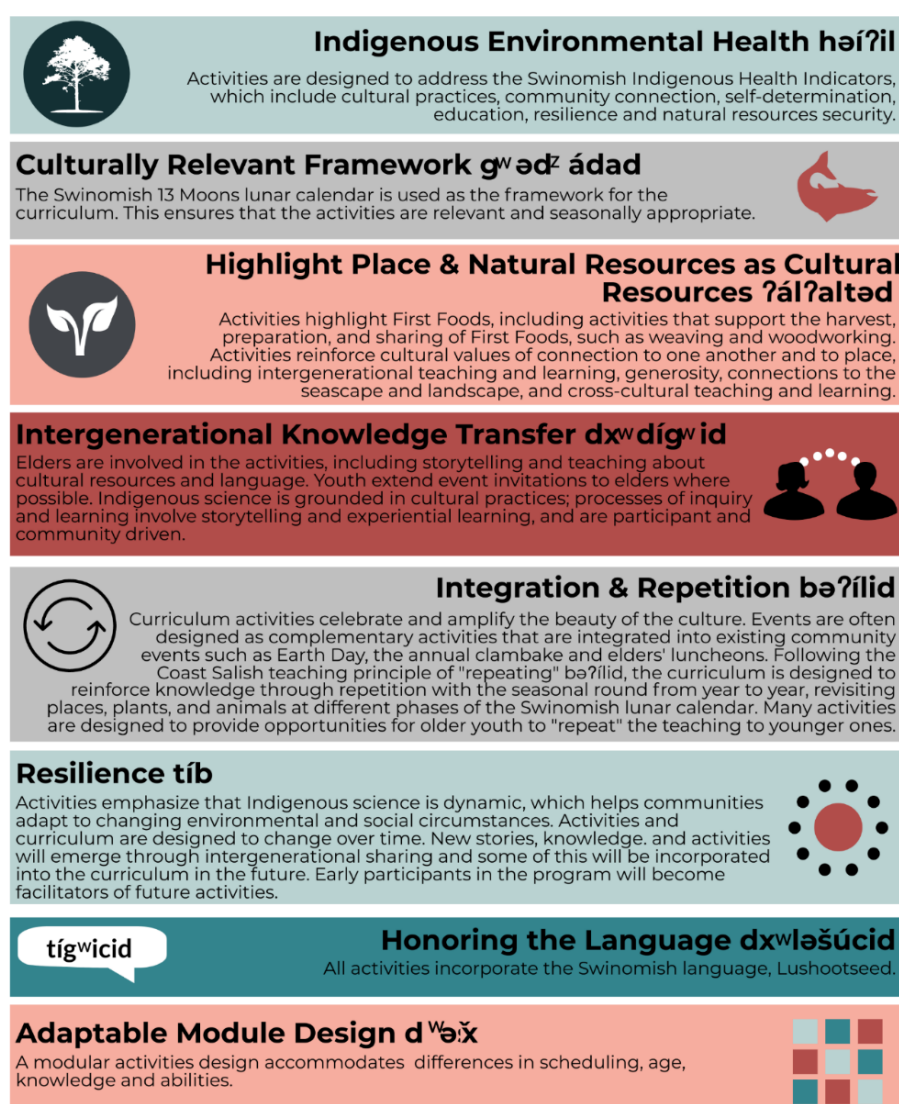 Indigenous Environmental Health həíʔil
Activities are designed to address the Swinomish Indigenous Health Indicators,
which include cultural practices, community connection, self-determination,
education, resilience and natural resources security.
Culturally Relevant Framework gʷədᶻádad
The Swinomish 13 Moons lunar calendar is used as the framework for the
curriculum. This ensures that the activities are relevant and seasonally appropriate.
Highlight Place & Natural Resources as Cultural
Resources ʔálʔaltəd
Activities highlight First Foods, including activities that support the harvest,
preparation, and sharing of First Foods, such as weaving and woodworking.
Activities reinforce cultural values of connection to one another and to place,
including intergenerational teaching and learning, generosity, connections to the
seascape and landscape, and cross-cultural teaching and learning.
Intergenerational Knowledge Transfer dxʷdígʷid
Elders are involved in the activities, including storytelling and teaching about
cultural resources and language. Youth extend event invitations to elders where
possible. Indigenous science is grounded in cultural practices; processes of inquiry
and learning involve storytelling and experiential learning, and are participant and
community driven.
Integration & Repetition bəʔílid
Curriculum activities celebrate and amplify the beauty of the culture. Events are often
designed as complementary activities that are integrated into existing community
events such as Earth Day, the annual clambake and elders' luncheons. Following the
Coast Salish teaching principle of "repeating" bəʔílid, the curriculum is designed to
reinforce knowledge through repetition with the seasonal round from year to year, revisiting
places, plants, and animals at different phases of the Swinomish lunar calendar. Many activities
are designed to provide opportunities for older youth to "repeat" the teaching to younger ones.
Resilience tíb
Activities emphasize that Indigenous science is dynamic, which helps communities
adapt to changing environmental and social circumstances. Activities and
curriculum are designed to change over time. New stories, knowledge. and activities
will emerge through intergenerational sharing and some of this will be incorporated
into the curriculum in the future. Early participants in the program will become
facilitators of future activities.
tígʷicid
Honoring the Language dxʷləšúcid
All activities incorporate the Swinomish language, Lushootseed.
Adaptable Module Design
A modular activities design accommodates differences in scheduling, age,
knowledge and abilities.